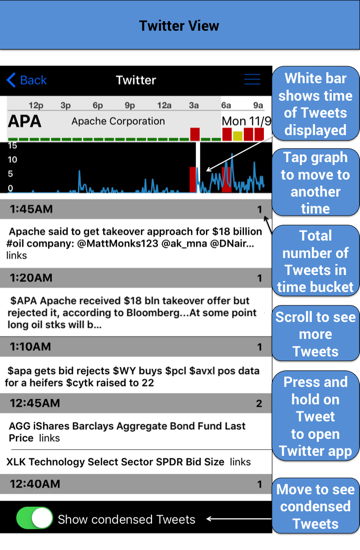 Twitter View
Back
Twitter
12p 3p 6p 9p 12a 3a 6a 9a
APA Apache Corporation Mon 11/9
15
10
5
0
1:45AM 1
Apache said to get takeover approach for $18 billion
#oil company: @MattMonks123 @ak_mna @DNair...
links
1:20AM 1
$APA Apache received $18 bln takeover offer but
rejected it, according to Bloomberg...At some point
long oil stks will b...
1:10AM 1
$apa gets bid rejects $WY buys $pcl $avxl pos data
for a heifers $cytk raised to 22
12:45AM 2
AGG iShares Barclays Aggregate Bond Fund Last
Price links
XLK Technology Select Sector SPDR Bid Size links
12:40AM 1
Show condensed Tweets
White bar
shows time
of Tweets
displayed
Tap graph
to move to
another
time
Total
number of
Tweets in
time bucket
Scroll to see
more
Tweets
Press and
hold on
Tweet
to open
Twitter app
Move to see
condensed
Tweets